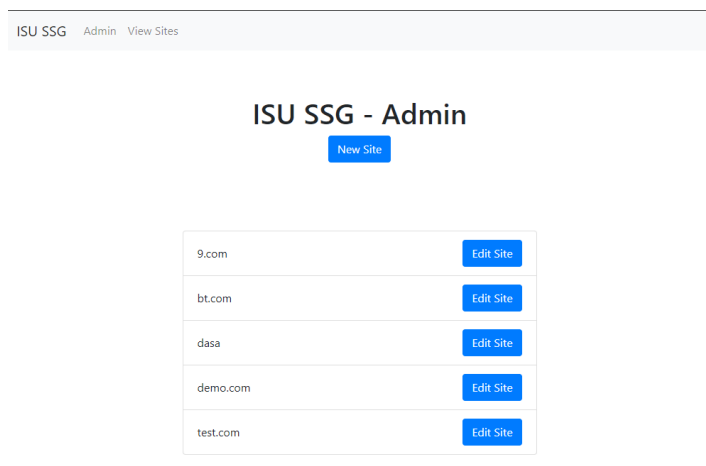 ISU SSG Admin View Sites
ISU SSG - Admin
New Site
9.com Edit Site
bt.com Edit Site
dasa Edit Site
demo.com Edit Site
test.com Edit Site